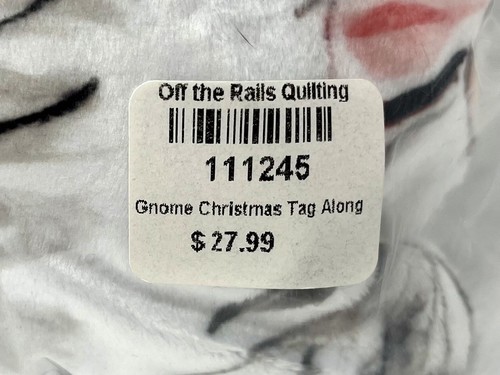 Off the Rails Quilting
111245
Gnome Christmas Tag Along
$ 27.99